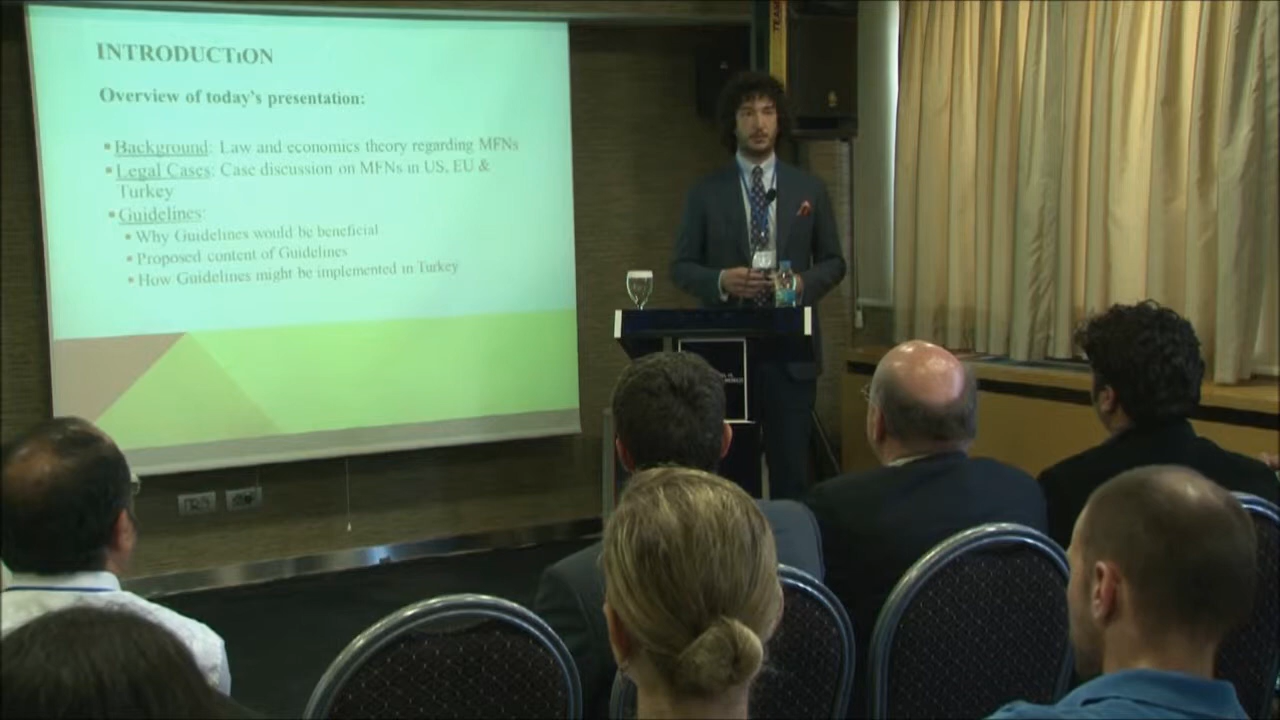 INTRODUCTıON
Overview of today's presentation:
▪ Background: Law and economics theory regarding MFNs
▪ Legal Cases: Case discussion on MFNs in US, EU &
Turkey
▪ Guidelines:
▪ Why Guidelines would be beneficial
▪ Proposed content of Guidelines
▪ How Guidelines might be implemented in Turkey
TEAM